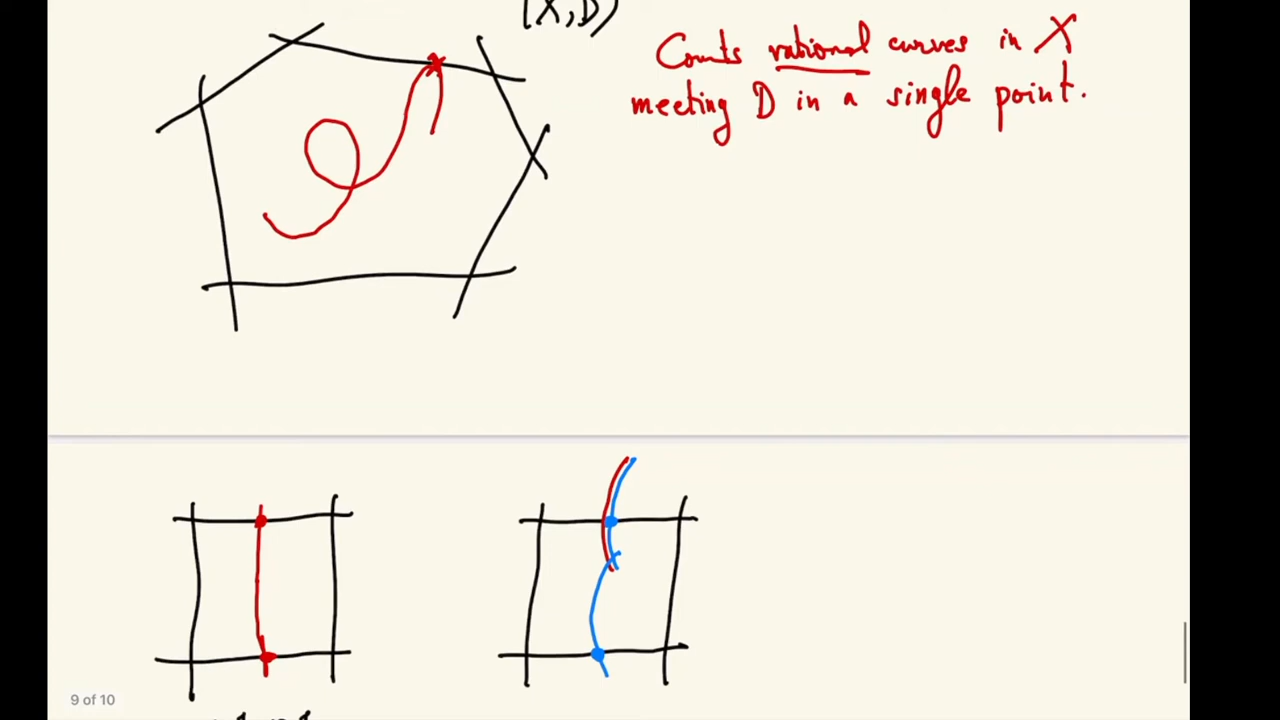 (X,D)
Counts rational curves in X
meeting D in a single point.
9 of 10